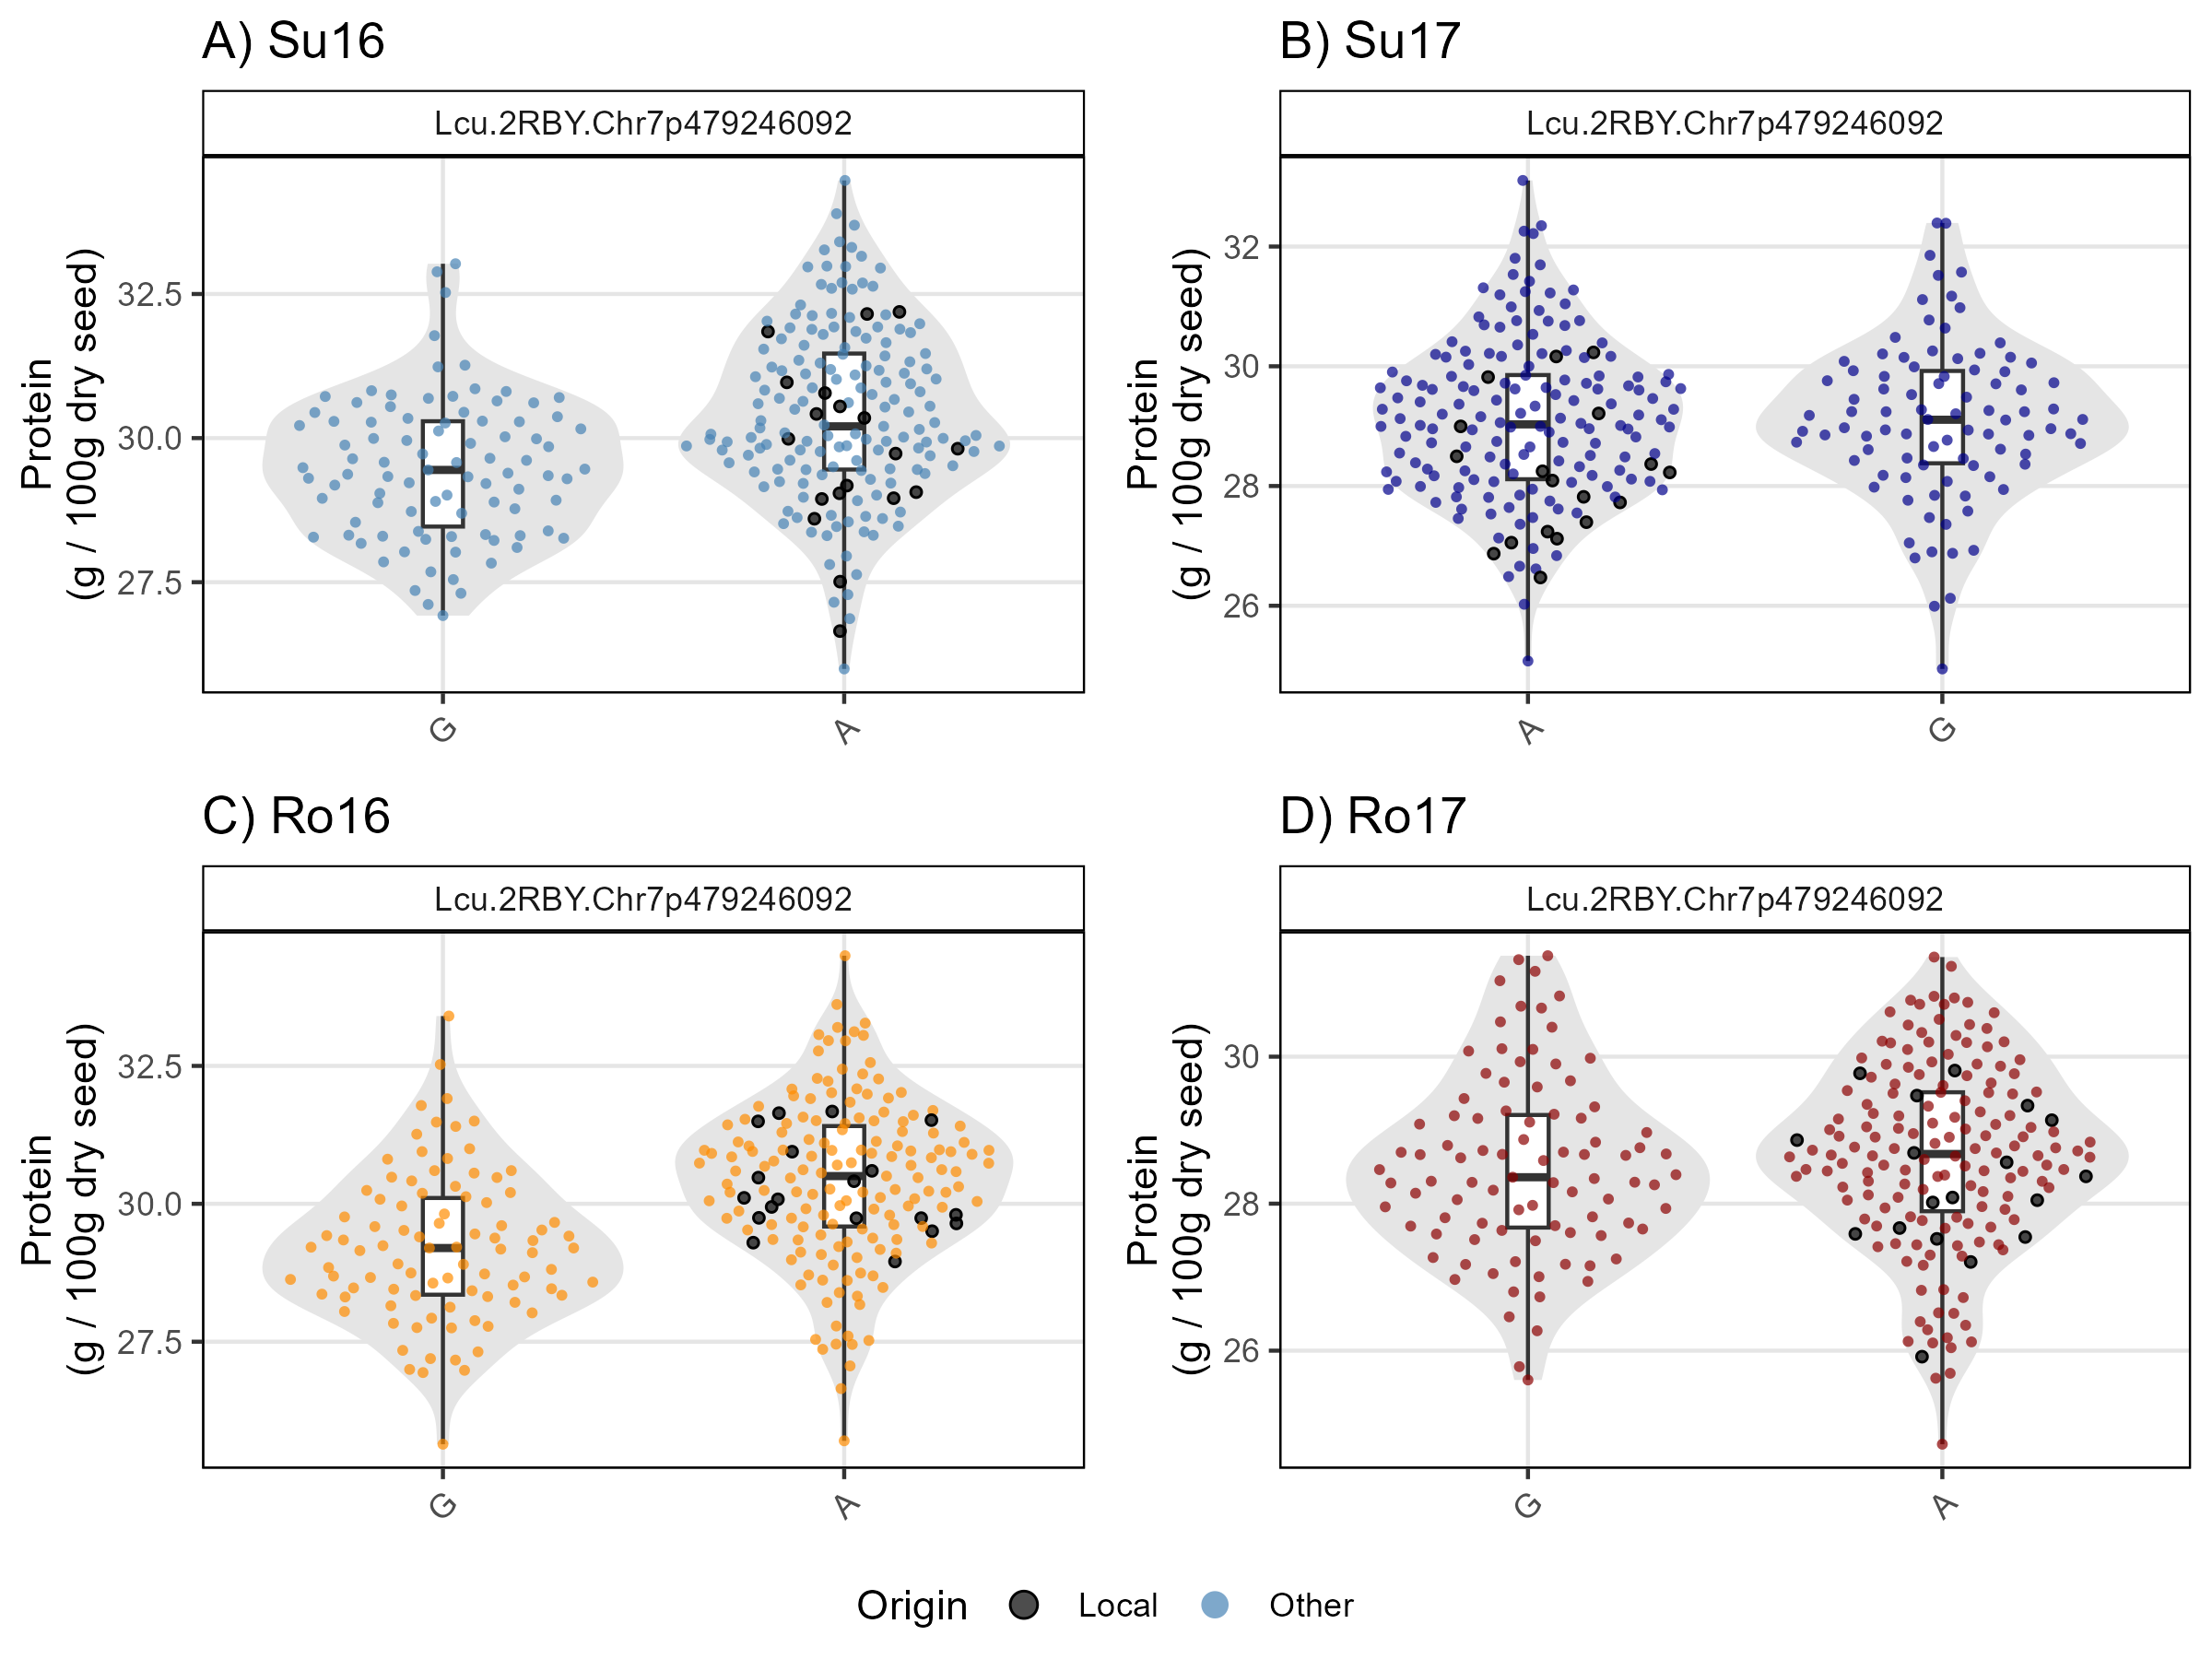 A) Su16
Lcu.2RBY.Chr7p479246092
Protein
(g / 100g dry seed)
32.5
30.0
27.5
G
A
B) Su17
Lcu.2RBY.Chr7p479246092
Protein
(g / 100g dry seed)
32
30
28
26
A
G
C) Ro16
Lcu.2RBY.Chr7p479246092
Protein
(g / 100g dry seed)
32.5
30.0
27.5
G
A
D) Ro17
Lcu.2RBY.Chr7p479246092
Protein
(g / 100g dry seed)
30
28
26
G
A
Origin Local Other